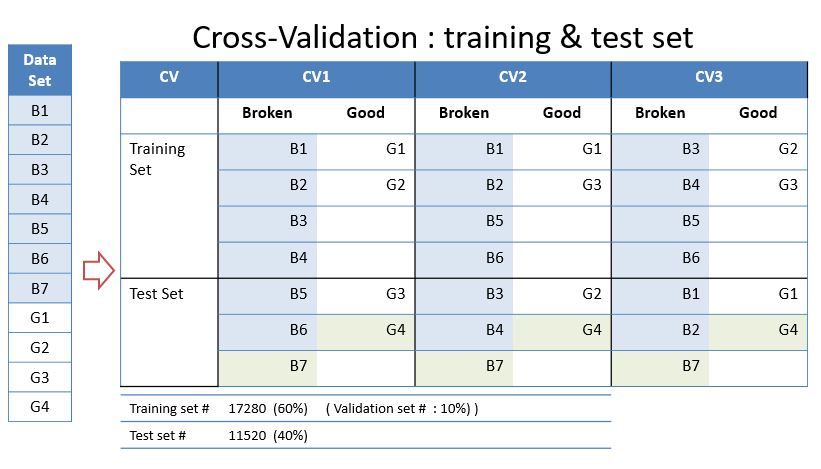 Cross-Validation : training & test set
Data
Set
B1
B2
B3
B4
B5
B6
B7
G1
G2
G3
G4
CV CV1 CV2 CV3
Broken Good Broken Good Broken Good
Training
Set
B1 G1 B1 G1 B3 G2
B2 G2 B2 G3 B4 G3
B3 B5 B5
B4 B6 B6
Test Set B5 G3 B3 G2 B1 G1
B6 G4 B4 G4 B2 G4
B7 B7 B7
Training set # 17280 (60%) ( Validation set # : 10%) )
Test set # 11520 (40%)